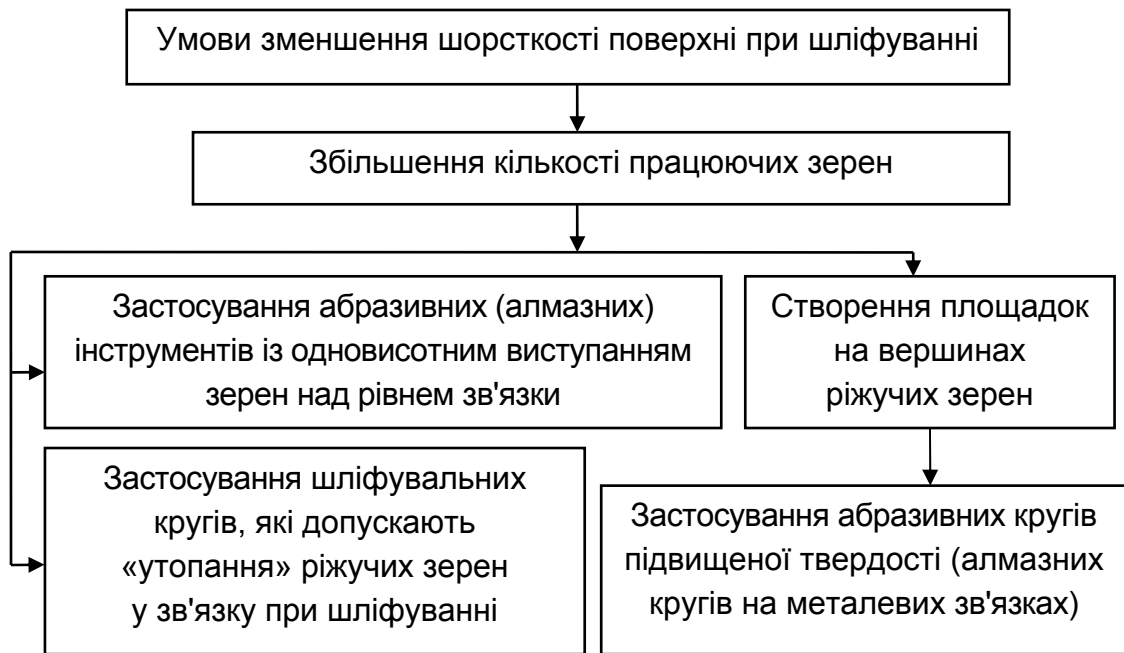 Умови зменшення шорсткості поверхні при шліфуванні
Збільшення кількості працюючих зерен
Застосування абразивних (алмазних)
інструментів із одновисотним виступанням
зерен над рівнем зв'язки
Створення площадок
на вершинах
ріжучих зерен
Застосування шліфувальних
кругів, які допускають
«утопання» ріжучих зерен
у зв'язку при шліфуванні
Застосування абразивних кругів
підвищеної твердості (алмазних
кругів на металевих зв'язках)